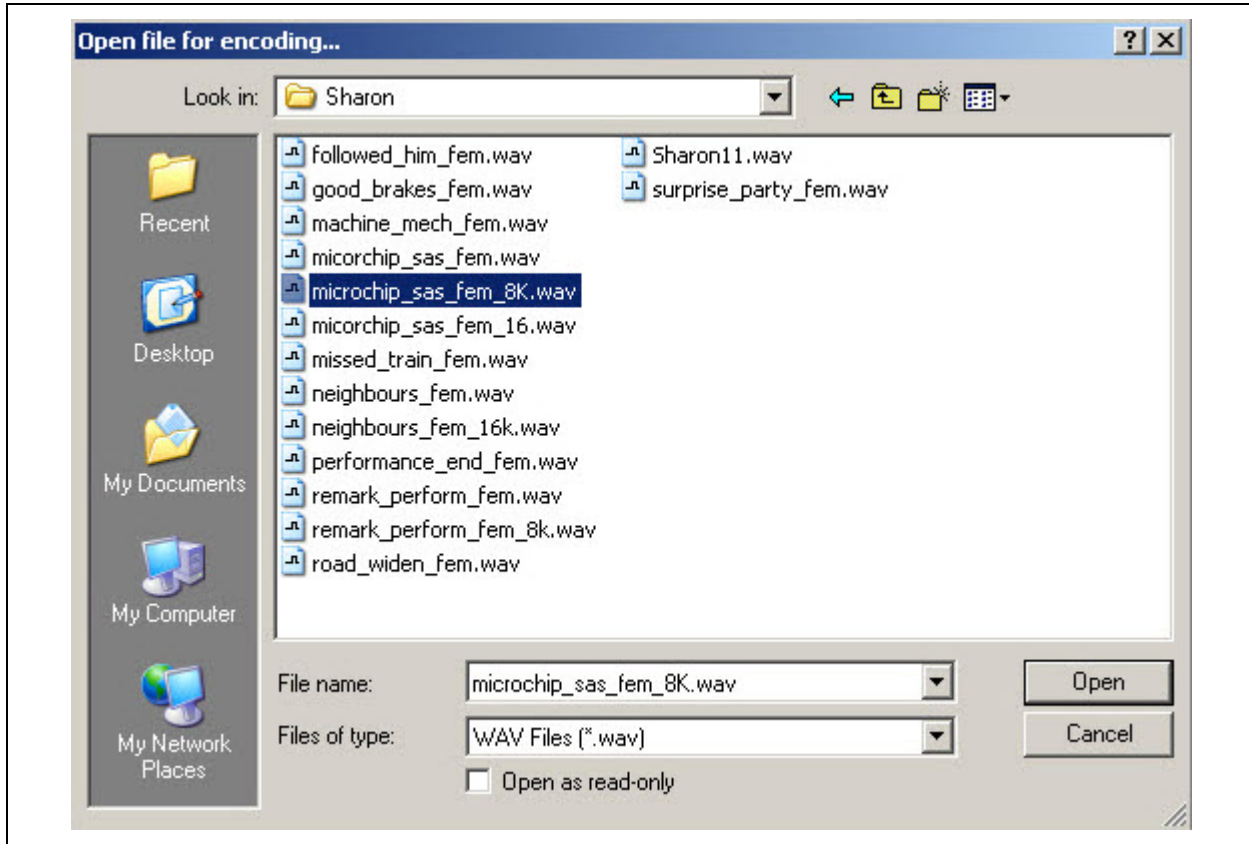 Open file for encoding...
Look in: Sharon
Recent
Desktop
My Documents
My Computer
My Network
Places
followed_him_fem.wav
good_brakes_fem.wav
machine_mech_fem.wav
micorchip_sas_fem.wav
microchip_sas_fem_8K.wav
micorchip_sas_fem_16.wav
missed_train_fem.wav
neighbours_fem.wav
neighbours_fem_16k.wav
performance_end_fem.wav
remark_perform_fem.wav
remark_perform_fem_8k.wav
road_widen_fem.wav
Sharon11.wav
surprise_party_fem.wav
File name: microchip_sas_fem_8K.wav Open
Files of type: WAV Files (*.wav) Cancel
Open as read-only